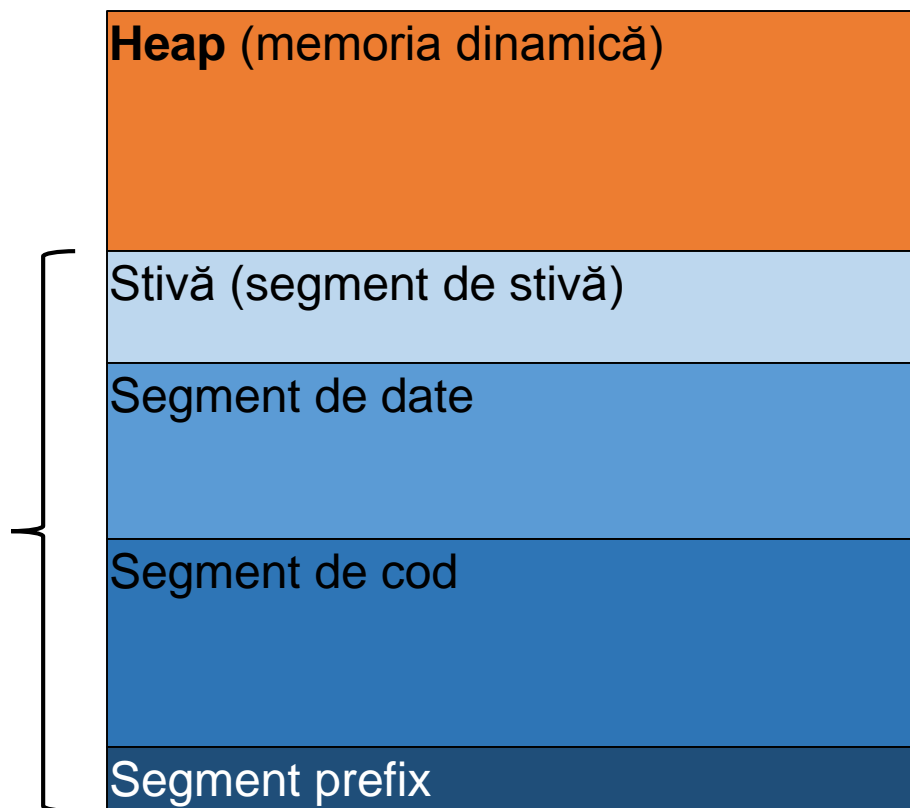 Heap (memoria dinamică)
Stivă (segment de stivă)
Segment de date
Segment de cod
Segment prefix